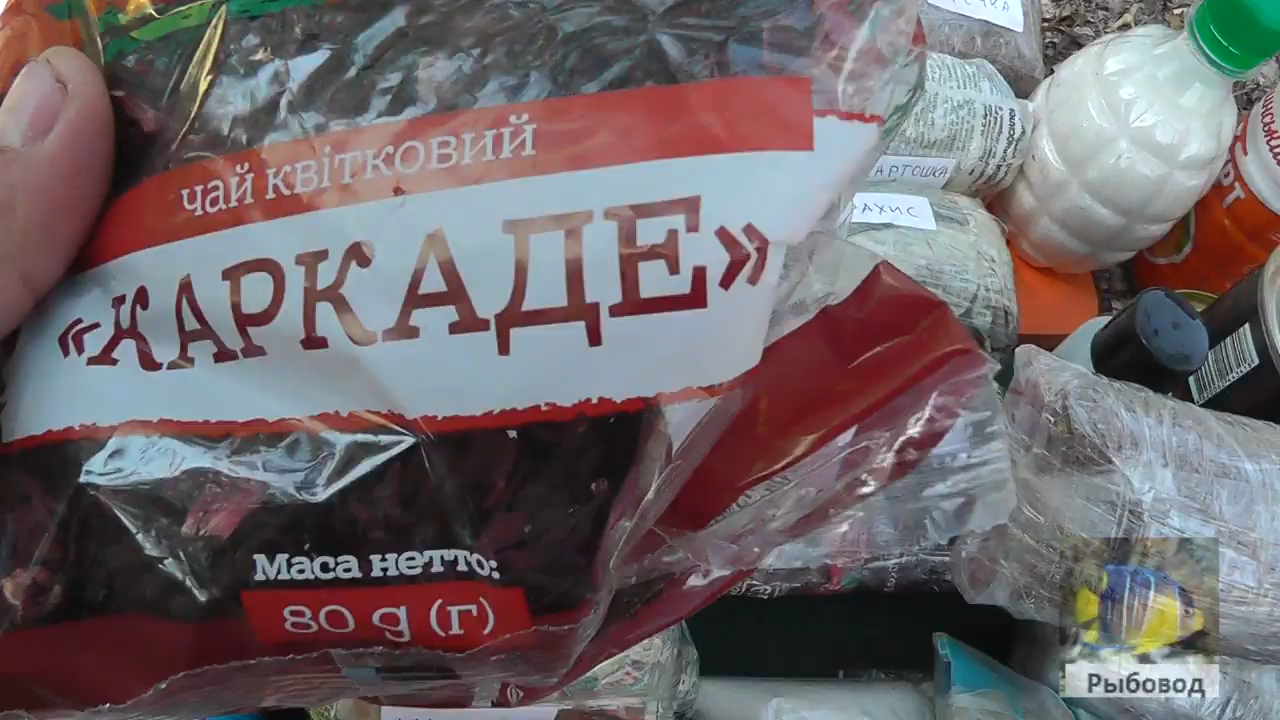 ЧАЙ КВІТКОВИЙ
«КАРКАДЕ»
Маса нетто:
80 g (Г)
АРТОШКА
АХИС
Рыбовод